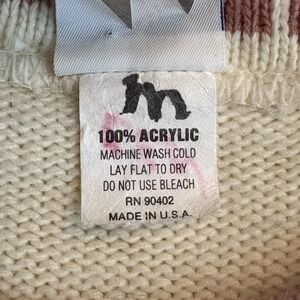 100% ACRYLIC
MACHINE WASH COLD
LAY FLAT TO DRY
DO NOT USE BLEACH
RN 90402
MADE IN U.S.A.